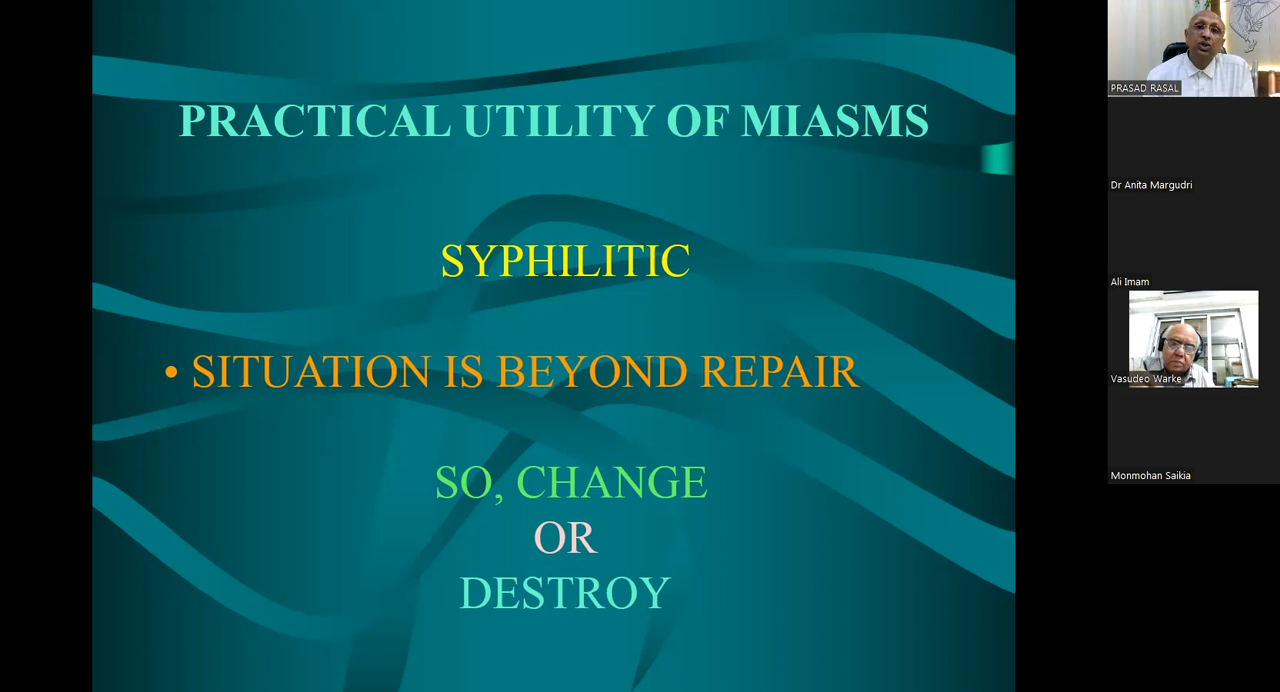 PRACTICAL UTILITY OF MIASMS
SYPHILITIC
• SITUATION IS BEYOND REPAIR
SO, CHANGE
OR
DESTROY
PRASAD RASAL
Dr Anita Margudri
Ali Imam
Vasudeo Warke
Monmohan Saikia